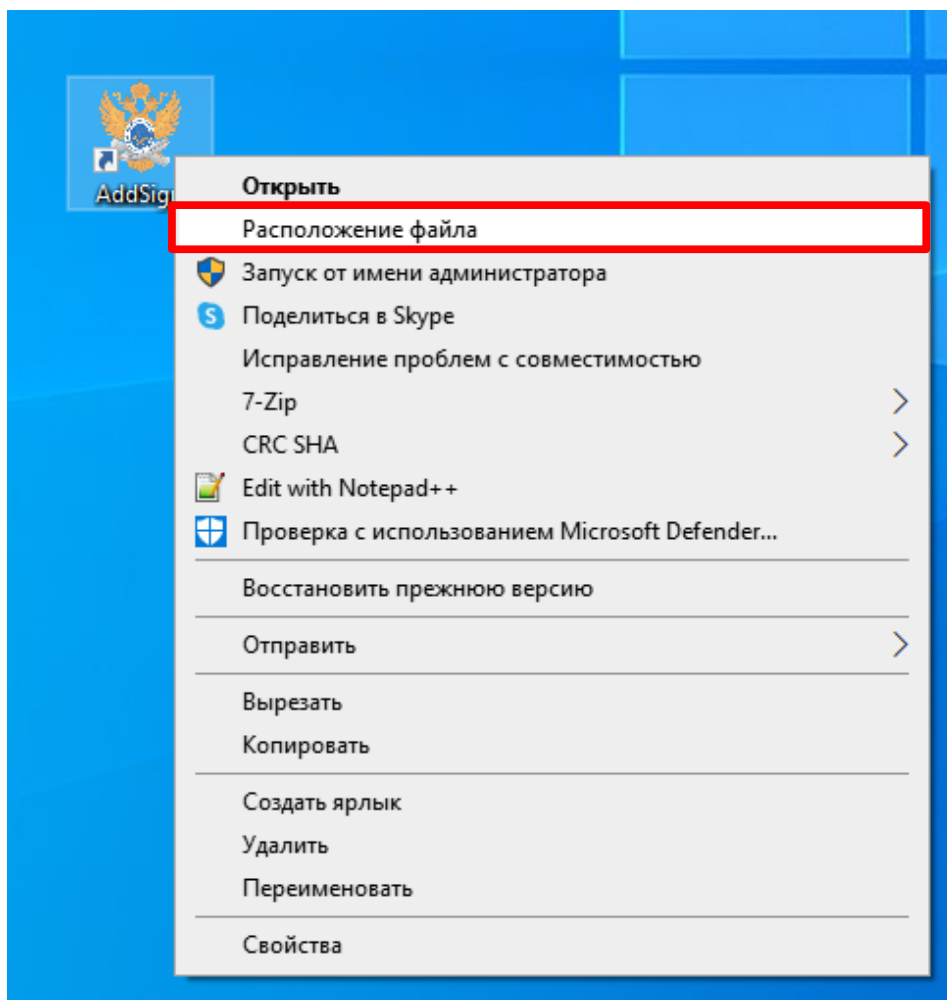 AddSig
Открыть
Расположение файла
Запуск от имени администратора
Поделиться в Skype
Исправление проблем с совместимостью
7-Zip
CRC SHA
Edit with Notepad++
Проверка с использованием Microsoft Defender...
Восстановить прежнюю версию
Отправить
Вырезать
Копировать
Создать ярлык
Удалить
Переименовать
Свойства